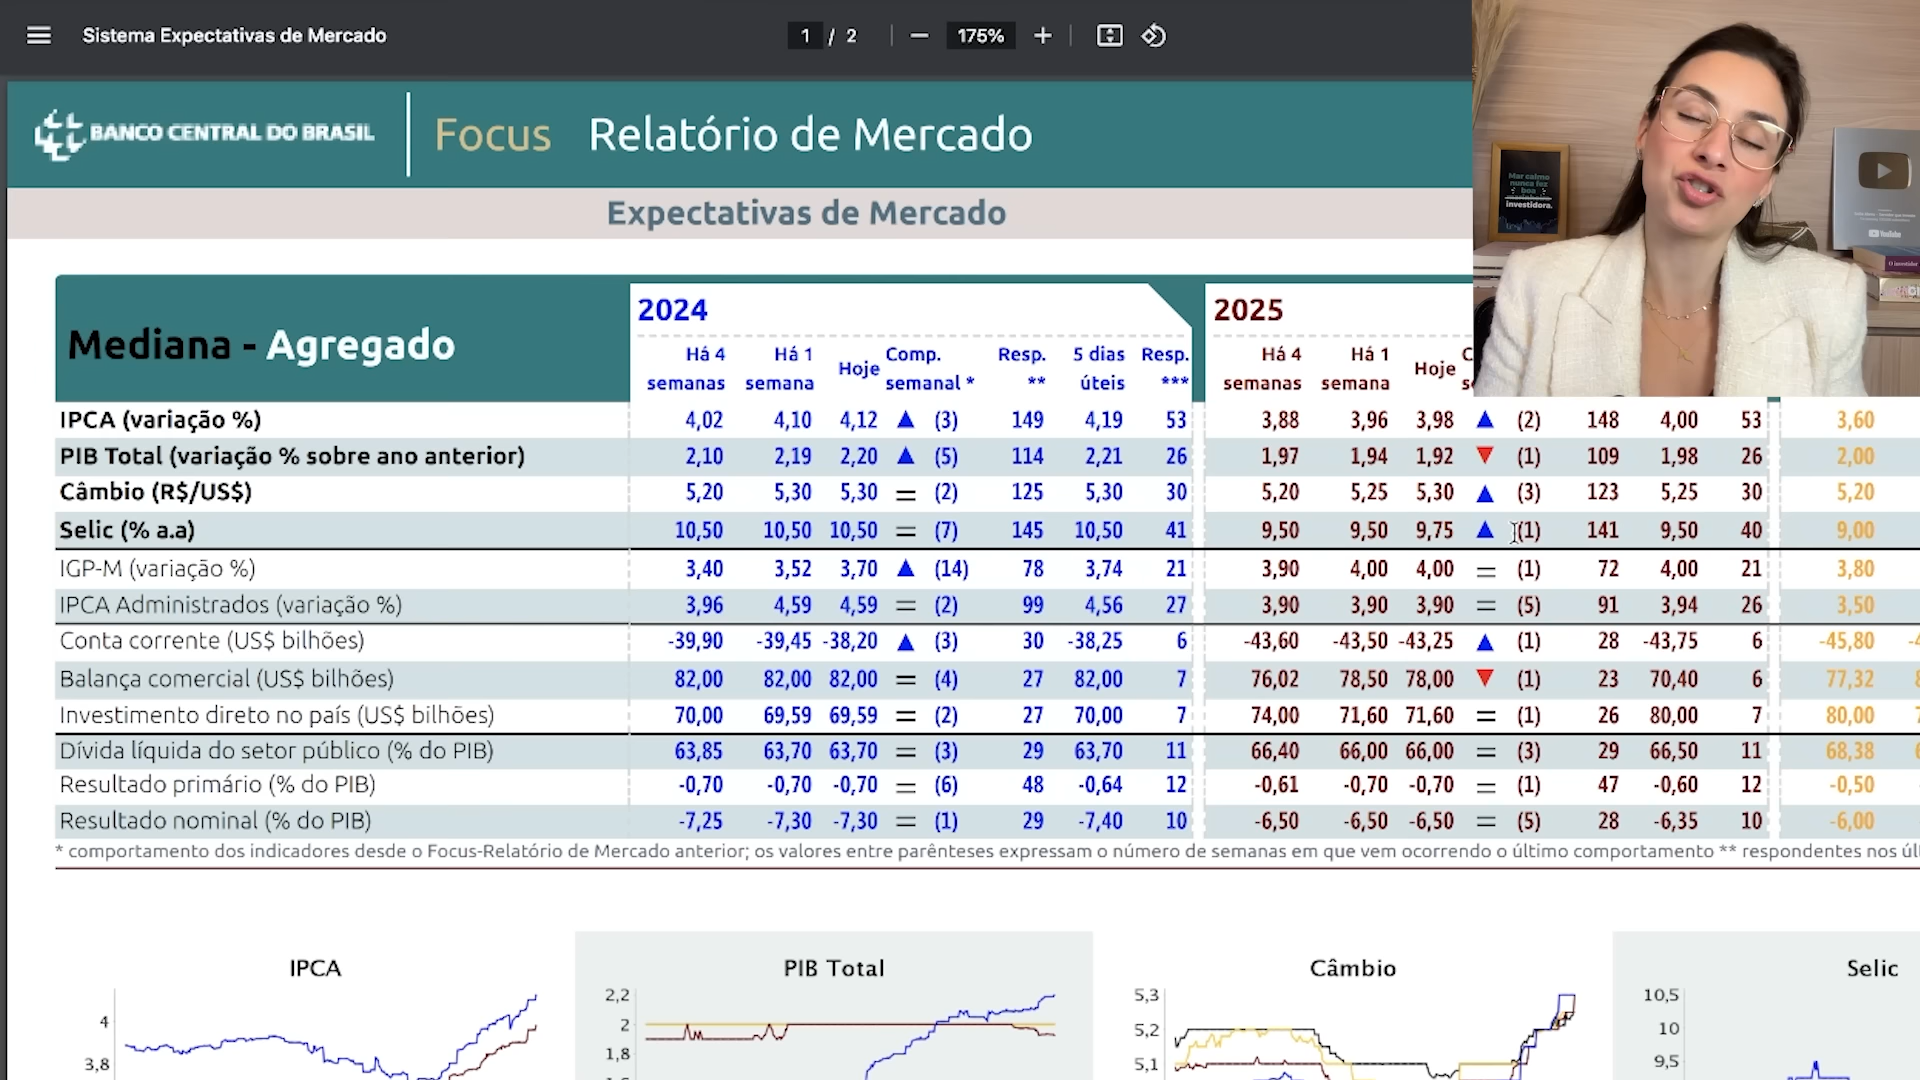 Sistema Expectativas de Mercado
1 / 2
175%
BANCO CENTRAL DO BRASIL
Focus Relatório de Mercado
Expectativas de Mercado
Mar calmo
nunca fez
boa
marinheira
investidora.
YouTube
Mediana - Agregado
2024 2025
Há 4 semanas Há 1 semana Hoje Comp. semanal * Resp. ** 5 dias úteis Resp. *** Há 4 semanas Há 1 semana Hoje
IPCA (variação %) 4,02 4,10 4,12 ▲ (3) 149 4,19 53 3,88 3,96 3,98 ▲ (2) 148 4,00 53 3,60
PIB Total (variação % sobre ano anterior) 2,10 2,19 2,20 ▲ (5) 114 2,21 26 1,97 1,94 1,92 ▼ (1) 109 1,98 26 2,00
Câmbio (R$/US$) 5,20 5,30 5,30 = (2) 125 5,30 30 5,20 5,25 5,30 ▲ (3) 123 5,25 30 5,20
Selic (% a.a) 10,50 10,50 10,50 = (7) 145 10,50 41 9,50 9,50 9,75 ▲ (1) 141 9,50 40 9,00
IGP-M (variação %) 3,40 3,52 3,70 ▲ (14) 78 3,74 21 3,90 4,00 4,00 = (1) 72 4,00 21 3,80
IPCA Administrados (variação %) 3,96 4,59 4,59 = (2) 99 4,56 27 3,90 3,90 3,90 = (5) 91 3,94 26 3,50
Conta corrente (US$ bilhões) -39,90 -39,45 -38,20 ▲ (3) 30 -38,25 6 -43,60 -43,50 -43,25 ▲ (1) 28 -43,75 6 -45,80
Balança comercial (US$ bilhões) 82,00 82,00 82,00 = (4) 27 82,00 7 76,02 78,50 78,00 ▼ (1) 23 70,40 6 77,32
Investimento direto no país (US$ bilhões) 70,00 69,59 69,59 = (2) 27 70,00 7 74,00 71,60 71,60 = (1) 26 80,00 7 80,00
Dívida líquida do setor público (% do PIB) 63,85 63,70 63,70 = (3) 29 63,70 11 66,40 66,00 66,00 = (3) 29 66,50 11 68,38
Resultado primário (% do PIB) -0,70 -0,70 -0,70 = (6) 48 -0,64 12 -0,61 -0,70 -0,70 = (1) 47 -0,60 12 -0,50
Resultado nominal (% do PIB) -7,25 -7,30 -7,30 = (1) 29 -7,40 10 -6,50 -6,50 -6,50 = (5) 28 -6,35 10 -6,00
* comportamento dos indicadores desde o Focus-Relatório de Mercado anterior; os valores entre parênteses expressam o número de semanas em que vem ocorrendo o último comportamento ** respondentes nos
IPCA PIB Total Câmbio Selic
4
3,8
2,2
2
1,8
5,3
5,2
5,1
10,5
10
9,5